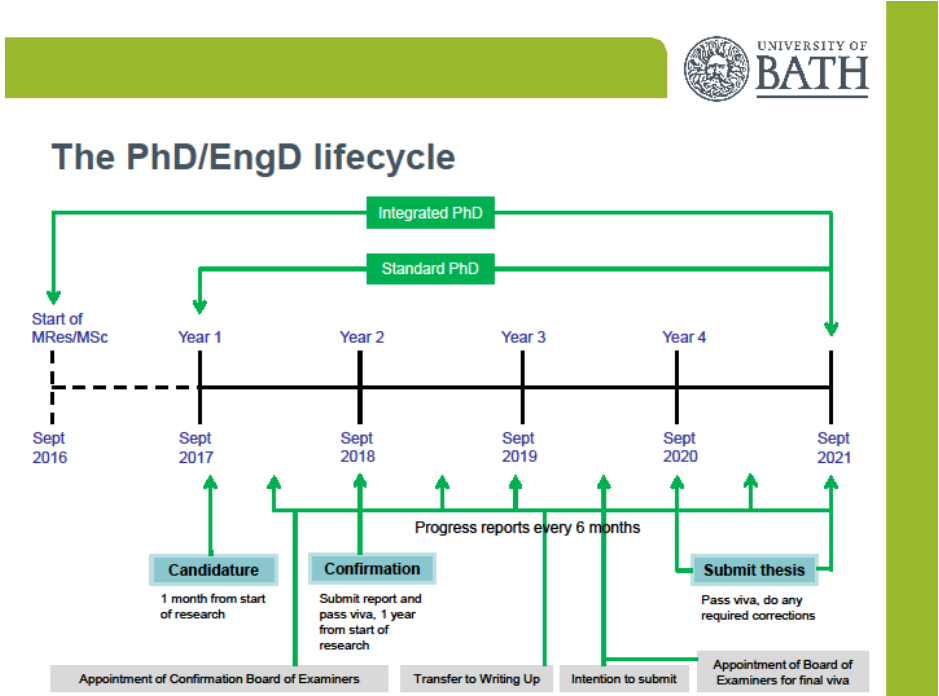 UNIVERSITY OF
BATH
The PhD/EngD lifecycle
Integrated PhD
Standard PhD
Start of
MRes/MSc
Year 1
Year 2
Year 3
Year 4
Sept
2016
Sept
2017
Sept
2018
Sept
2019
Sept
2020
Sept
2021
Progress reports every 6 months
Candidature
1 month from start
of research
Confirmation
Submit report and
pass viva, 1 year
from start of
research
Submit thesis
Pass viva, do any
required corrections
Appointment of Confirmation Board of Examiners
Transfer to Writing Up
Intention to submit
Appointment of Board of
Examiners for final viva